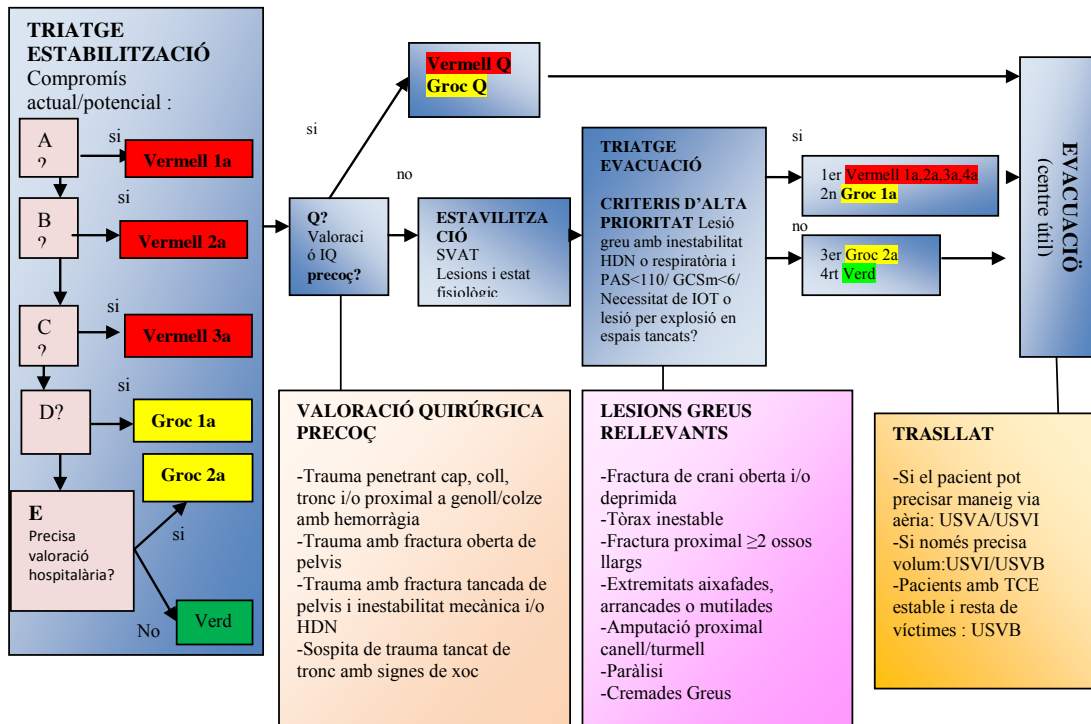 TRIATGE
ESTABILITZACIÓ
Compromís
actual/potencial :
A
?
si
Vermell 1a
B
?
si
Vermell 2a
C
?
si
Vermell 3a
D?
si
Groc 1a
Groc 2a
E
Precisa
valoració
hospitalària?
si
No
Verd
si
no
Q?
Valoraci
ó IQ
precoç?
Vermell Q
Groc Q
ESTAVILITZA
CIÓ
SVAT
Lesions i estat
fisiològic
TRIATGE
EVACUACIÓ
CRITERIS D'ALTA
PRIORITAT Lesió
greu amb inestabilitat
HDN o respiratòria i
PAS<110/ GCSm<6/
Necessitat de IOT o
lesió per explosió en
espais tancats?
si
1er Vermell 1a,2a,3a,4a
2n Groc 1a
no
3er Groc 2a
4rt Verd
EVACUACIÖ
(centre útil)
VALORACIÓ QUIRÚRGICA
PRECOÇ
-Trauma penetrant cap, coll,
tronc i/o proximal a genoll/colze
amb hemorràgia
-Trauma amb fractura oberta de
pelvis
-Trauma amb fractura tancada de
pelvis i inestabilitat mecànica i/o
HDN
-Sospita de trauma tancat de
tronc amb signes de xoc
LESIONS GREUS
RELLEVANTS
-Fractura de crani oberta i/o
deprimida
-Tòrax inestable
-Fractura proximal ≥2 ossos
llargs
-Extremitats aixafades,
arrancades o mutilades
-Amputació proximal
canell/turmell
-Paràlisi
-Cremades Greus
TRASLLAT
-Si el pacient pot
precisar maneig via
aèria: USVA/USVI
-Si només precisa
volum:USVI/USVB
-Pacients amb TCE
estable i resta de
víctimes : USVB